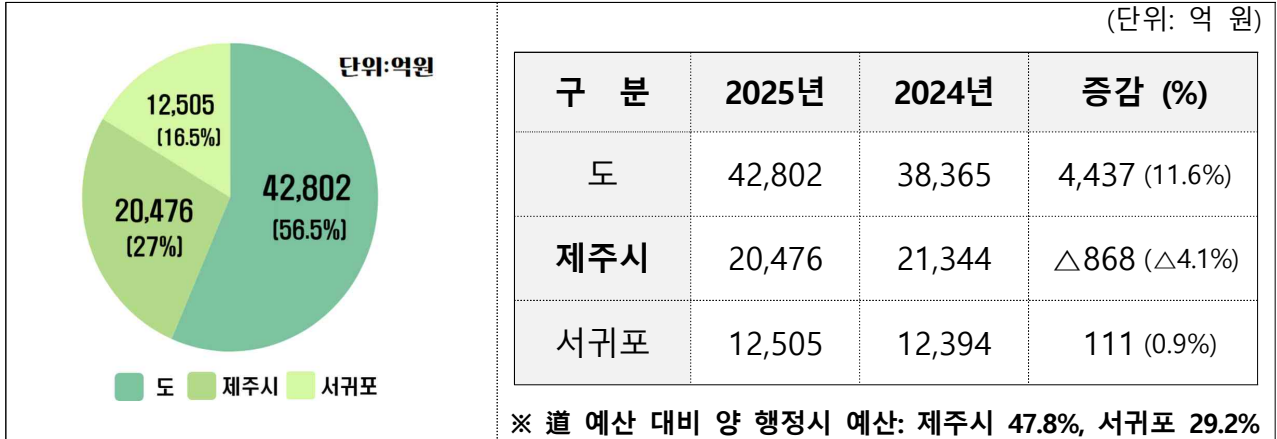 단위:억원
12,505
(16.5%)
42,802
(56.5%)
20,476
(27%)
도 제주시 서귀포
(단위: 억 원)
구 분 2025년 2024년 증감 (%)
도 42,802 38,365 4,437 (11.6%)
제주시 20,476 21,344 △868 (△4.1%)
서귀포 12,505 12,394 111 (0.9%)
※ 道 예산 대비 양 행정시 예산: 제주시 47.8%, 서귀포 29.2%